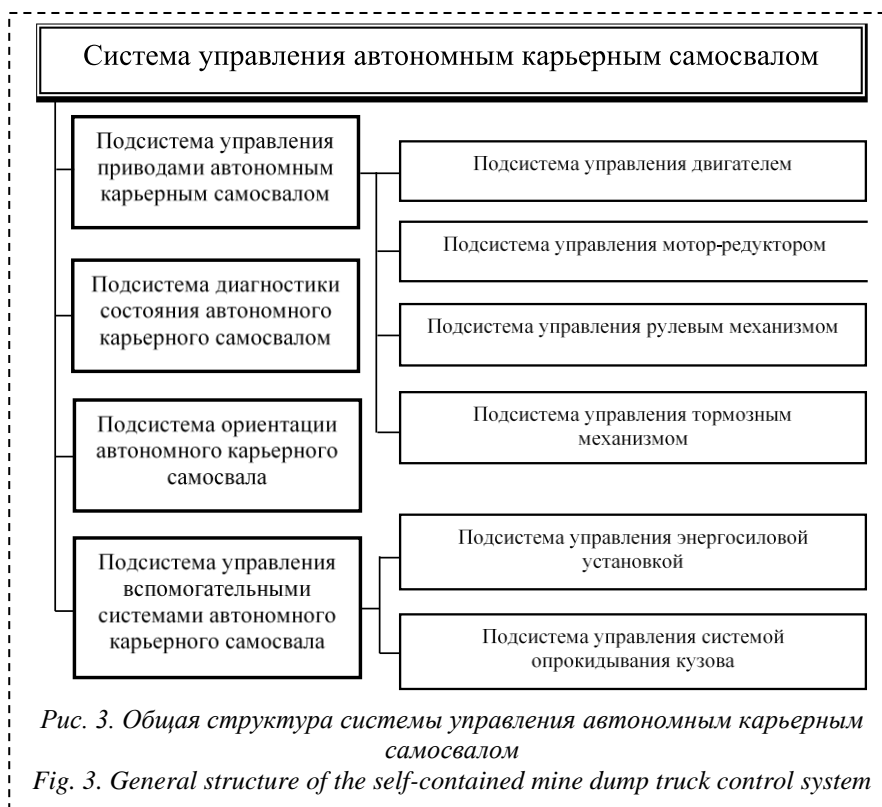 Система управления автономным карьерным самосвалом
Подсистема управления
приводами автономным
карьерным самосвалом
Подсистема управления двигателем
Подсистема управления мотор-редуктором
Подсистема диагностики
состояния автономного
карьерного самосвалом
Подсистема управления рулевым механизмом
Подсистема управления тормозным
механизмом
Подсистема ориентации
автономного карьерного
самосвала
Подсистема управления
вспомогательными
системами автономного
карьерного самосвала
Подсистема управления энергосиловой
установкой
Подсистема управления системой
опрокидывания кузова
Рис. 3. Общая структура системы управления автономным карьерным
самосвалом
Fig. 3. General structure of the self-contained mine dump truck control system